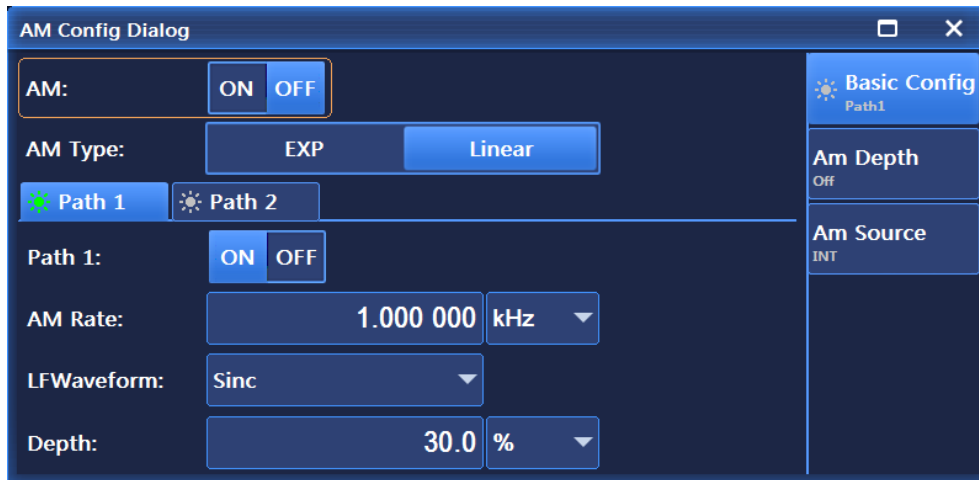 AM Config Dialog
AM: ON OFF
Basic Config
Path1
AM Type: EXP Linear
Am Depth
Off
Path 1 Path 2
Am Source
INT
Path 1: ON OFF
AM Rate: 1.000 000 kHz
LFWaveform: Sinc
Depth: 30.0 %